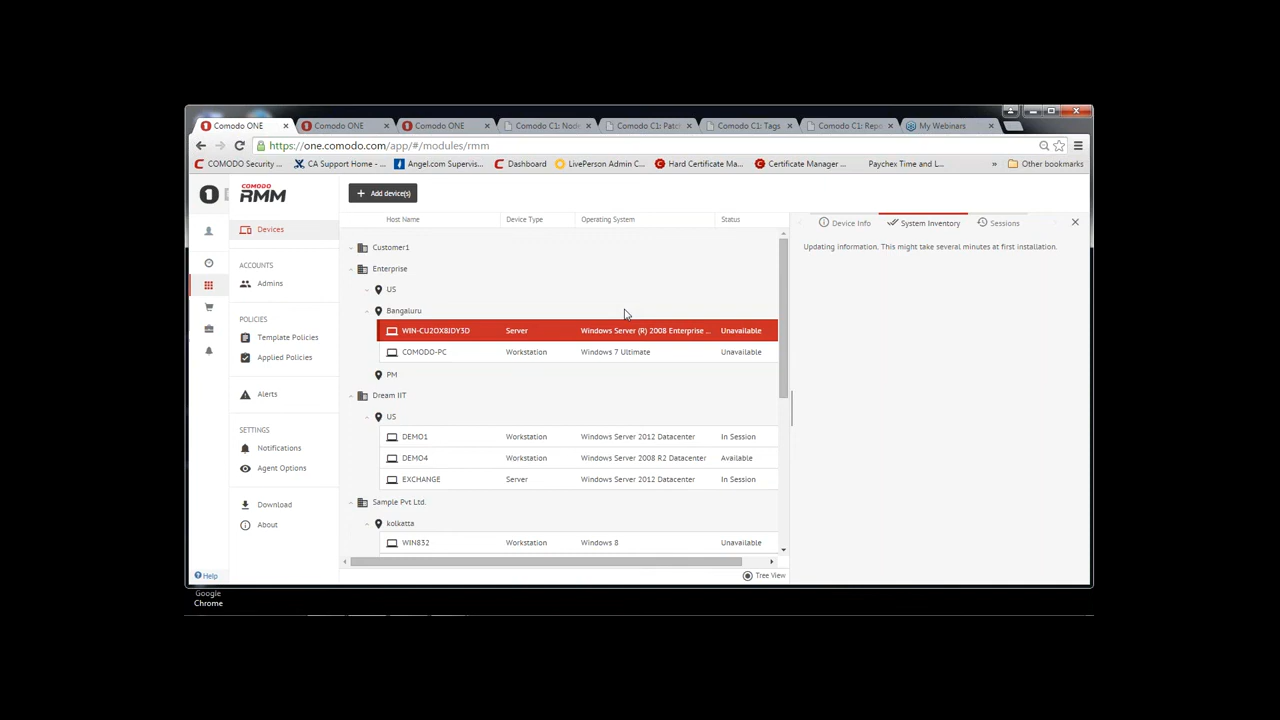 Comodo ONE
Comodo ONE
Comodo ONE
Comodo C1: Node
Comodo C1: Patc
Comodo C1: Tags
Comodo C1: Repo
My Webinars
https://one.comodo.com/app/#/modules/rmm
COMODO Security ...
CA Support Home - ...
Angel.com Supervis...
Dashboard
LivePerson Admin C...
Hard Certificate Ma...
Certificate Manager ...
Paychex Time and L...
»
Other bookmarks
1
COMODO
RMM
Devices
ACCOUNTS
Admins
POLICIES
Template Policies
Applied Policies
Alerts
SETTINGS
Notifications
Agent Options
Download
About
Help
+ Add device(s)
Host Name Device Type Operating System Status
Customer1
Enterprise
US
Bangaluru
WIN-CU2OX8JDY3D Server Windows Server (R) 2008 Enterprise ... Unavailable
COMODO-PC Workstation Windows 7 Ultimate Unavailable
PM
Dream IIT
US
DEMO1 Workstation Windows Server 2012 Datacenter In Session
DEMO4 Workstation Windows Server 2008 R2 Datacenter Available
EXCHANGE Server Windows Server 2012 Datacenter In Session
Sample Pvt Ltd.
kolkatta
WIN832 Workstation Windows 8 Unavailable
Tree View
Device Info System Inventory Sessions
Updating information. This might take several minutes at first installation.
Google
Chrome